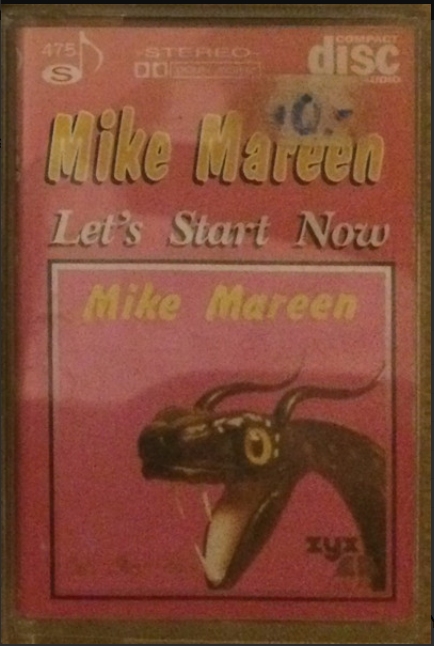 475
S
STEREO
COMPACT
disc
AUDIO
Mike Mareen
Let's Start Now
Mike Mareen
zyx